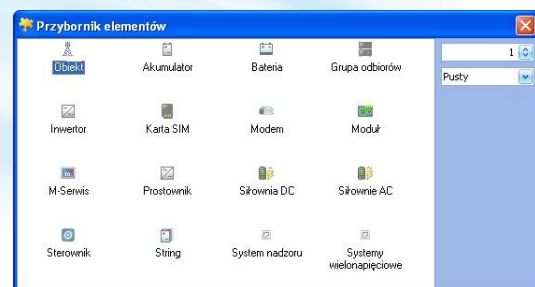 Przybornik elementów
Obiekt Akumulator Bateria Grupa odbiorów
1
Pusty
Inwertor Karta SIM Modem Moduł
M-Serwis Prostownik Siłownia DC Siłownie AC
Sterownik String System nadzoru Systemy
wielonapięciowe